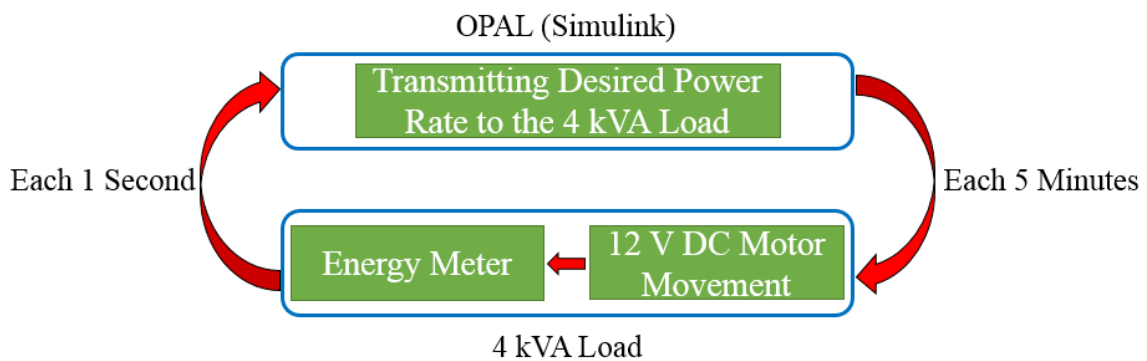 OPAL (Simulink)
Transmitting Desired Power
Rate to the 4 kVA Load
Each 1 Second
Each 5 Minutes
Energy Meter
12 V DC Motor
Movement
4 kVA Load